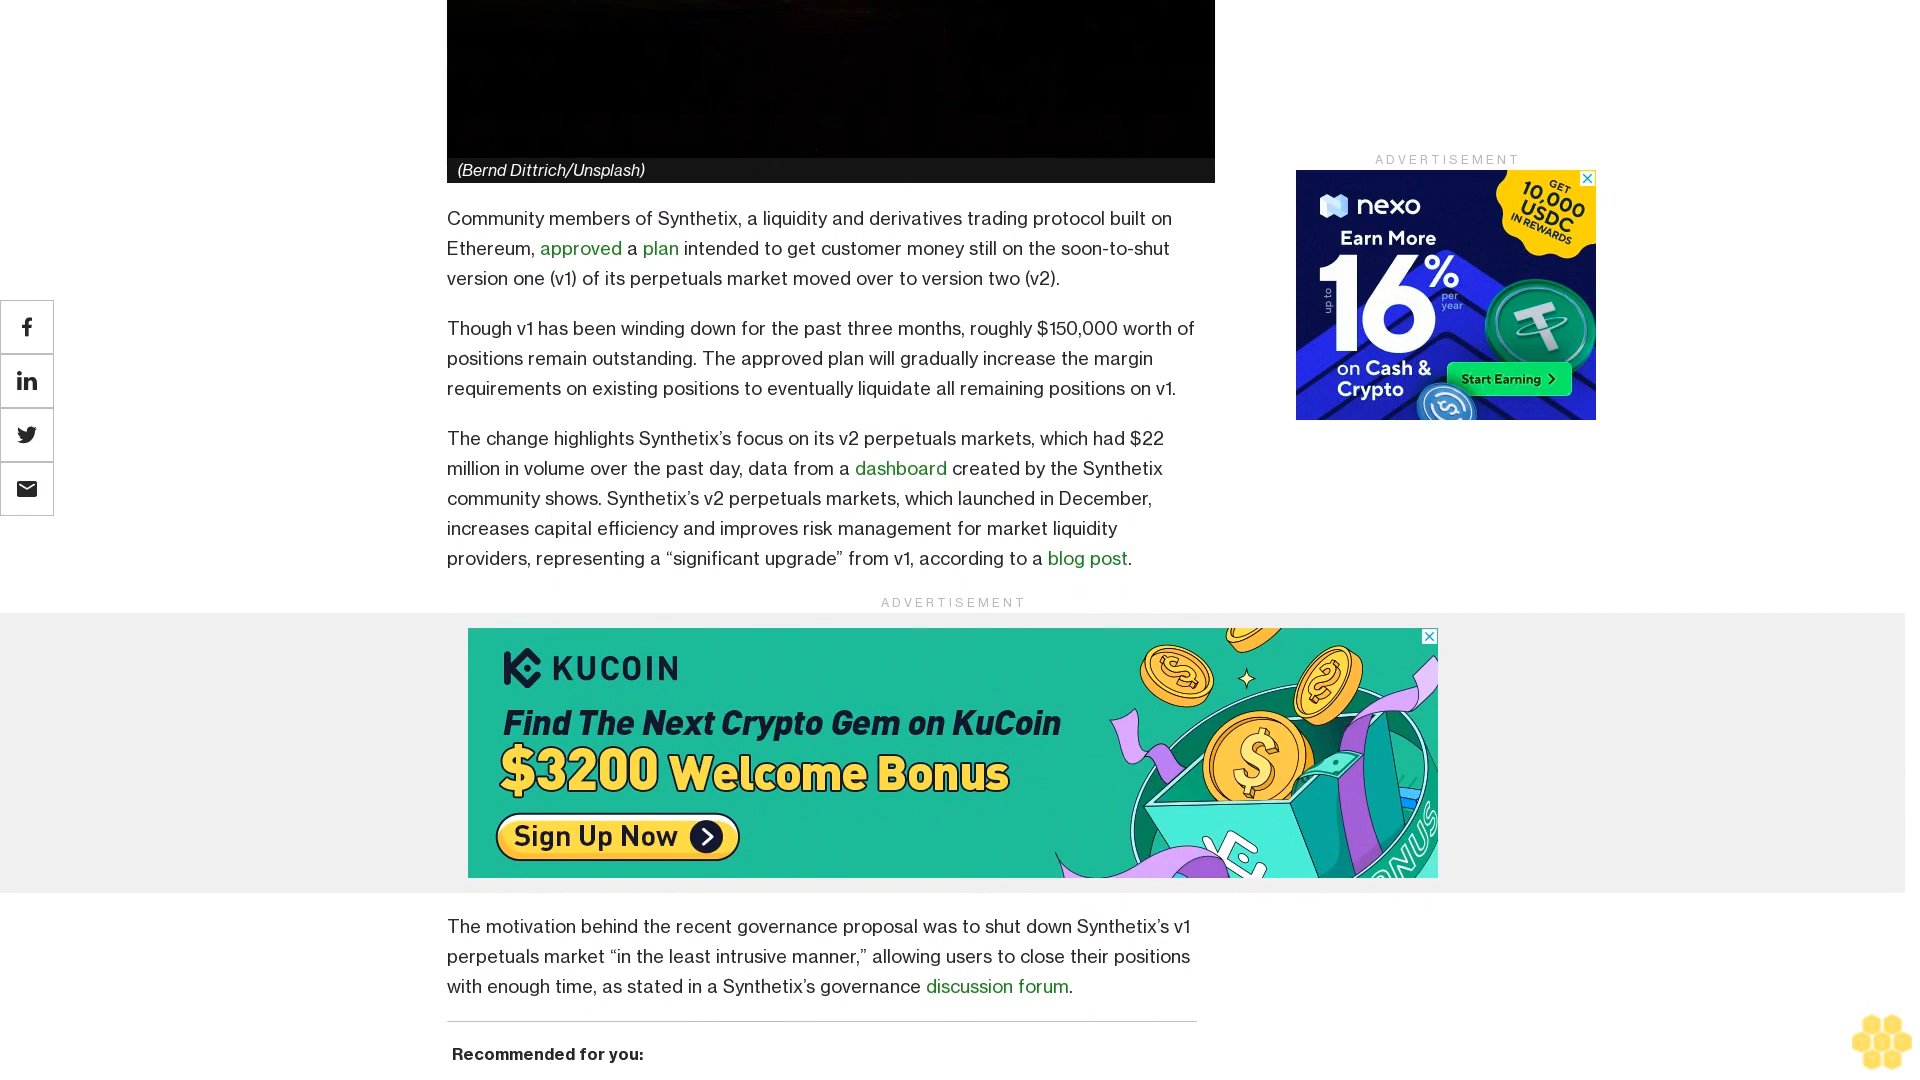 (Bernd Dittrich/Unsplash)
Community members of Synthetix, a liquidity and derivatives trading protocol built on
Ethereum, approved a plan intended to get customer money still on the soon-to-shut
version one (v1) of its perpetuals market moved over to version two (v2).
Though v1 has been winding down for the past three months, roughly $150,000 worth of
positions remain outstanding. The approved plan will gradually increase the margin
requirements on existing positions to eventually liquidate all remaining positions on v1.
The change highlights Synthetix’s focus on its v2 perpetuals markets, which had $22
million in volume over the past day, data from a dashboard created by the Synthetix
community shows. Synthetix’s v2 perpetuals markets, which launched in December,
increases capital efficiency and improves risk management for market liquidity
providers, representing a “significant upgrade” from v1, according to a blog post.
ADVERTISEMENT
nexo
GET
10,000
USDC
IN REWARDS
Earn More
up to
16%
per
year
on Cash &
Crypto
Start Earning
ADVERTISEMENT
KUCOIN
Find The Next Crypto Gem on KuCoin
$3200 Welcome Bonus
Sign Up Now
BONUS
The motivation behind the recent governance proposal was to shut down Synthetix’s v1
perpetuals market “in the least intrusive manner,” allowing users to close their positions
with enough time, as stated in a Synthetix’s governance discussion forum.
Recommended for you: